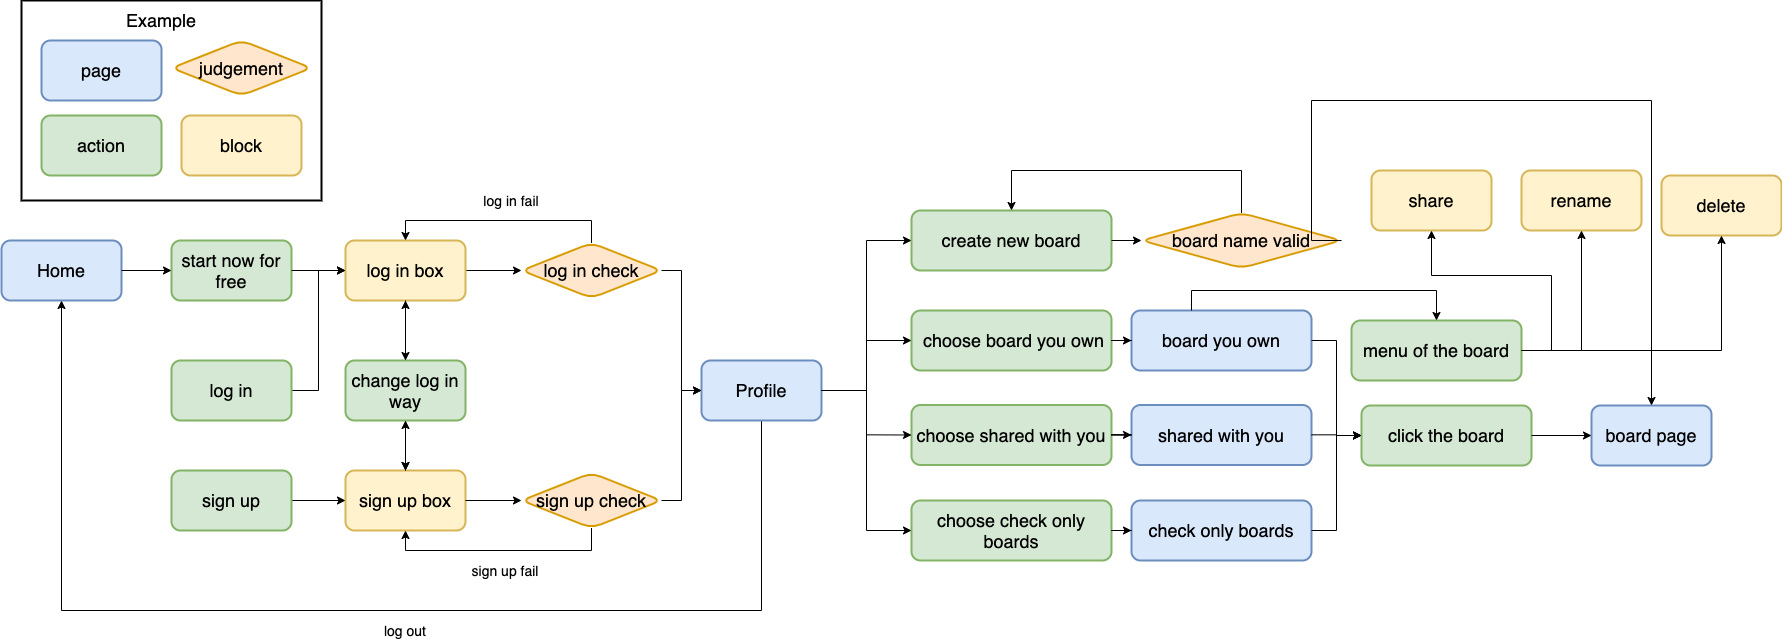 Example
page
judgement
action
block
log in fail
Home
start now for
free
log in box
log in check
log in
change log in
way
sign up
sign up box
sign up check
sign up fail
log out
Profile
create new board
board name valid
share
rename
delete
choose board you own
board you own
menu of the board
choose shared with you
shared with you
click the board
board page
choose check only
boards
check only boards